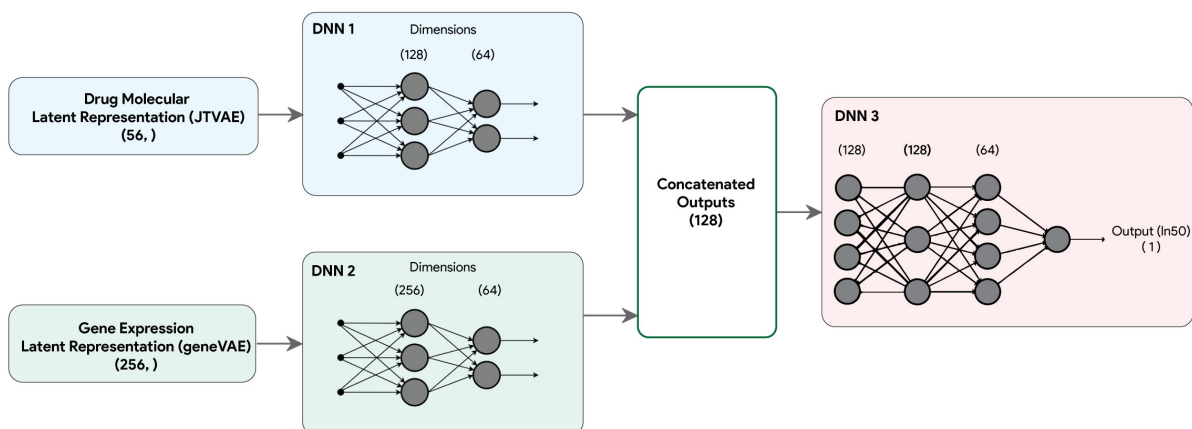 Drug Molecular
Latent Representation (JTVAE)
(56, )
DNN 1
Dimensions
(128)
(64)
Gene Expression
Latent Representation (geneVAE)
(256, )
DNN 2
Dimensions
(256)
(64)
Concatenated
Outputs
(128)
DNN 3
(128)
(128)
(64)
Output (ln50)
( 1 )